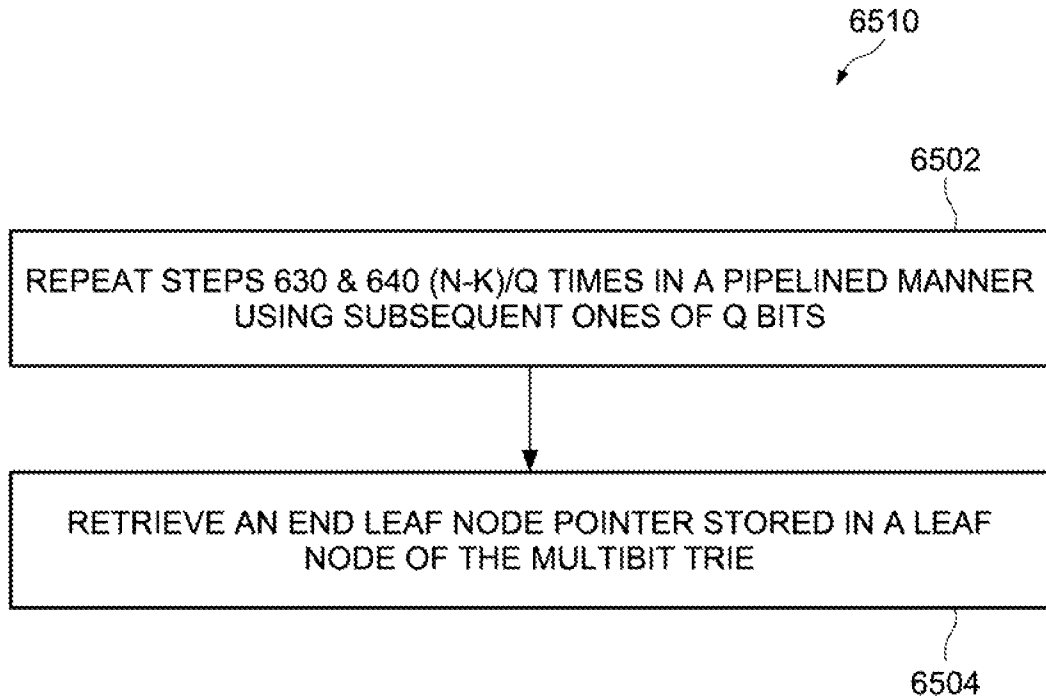 6510
6502
REPEAT STEPS 630 & 640 (N-K)/Q TIMES IN A PIPELINED MANNER
USING SUBSEQUENT ONES OF Q BITS
RETRIEVE AN END LEAF NODE POINTER STORED IN A LEAF
NODE OF THE MULTIBIT TRIE
6504